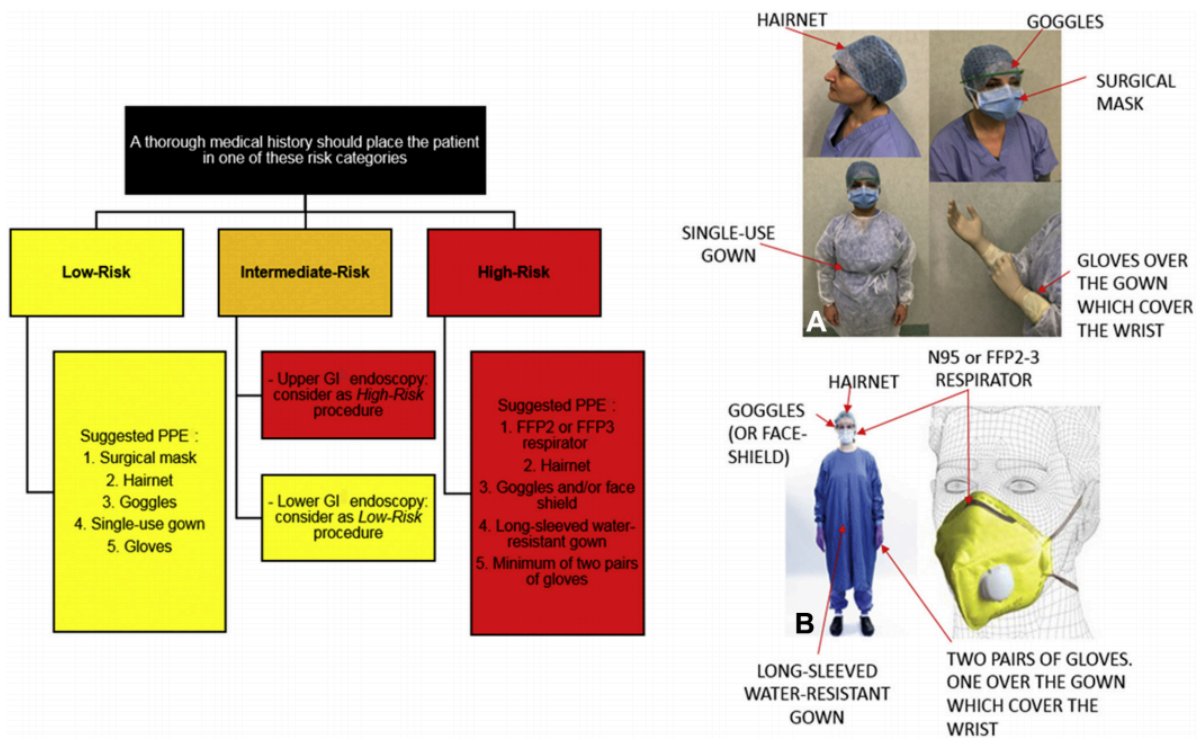 A thorough medical history should place the patient
in one of these risk categories
Low-Risk
Intermediate-Risk
High-Risk
Suggested PPE :
1. Surgical mask
2. Hairnet
3. Goggles
4. Single-use gown
5. Gloves
- Upper GI endoscopy:
consider as High-Risk
procedure
- Lower GI endoscopy:
consider as Low-Risk
procedure
Suggested PPE :
1. FFP2 or FFP3
respirator
2. Hairnet
3. Goggles and/or face
shield
4. Long-sleeved water-
resistant gown
5. Minimum of two pairs
of gloves
HAIRNET
GOGGLES
SURGICAL
MASK
SINGLE-USE
GOWN
GLOVES OVER
THE GOWN
WHICH COVER
THE WRIST
A
N95 or FFP2-3
RESPIRATOR
HAIRNET
GOGGLES
(OR FACE-
SHIELD)
B
LONG-SLEEVED
WATER-RESISTANT
GOWN
TWO PAIRS OF GLOVES.
ONE OVER THE GOWN
WHICH COVER THE
WRIST